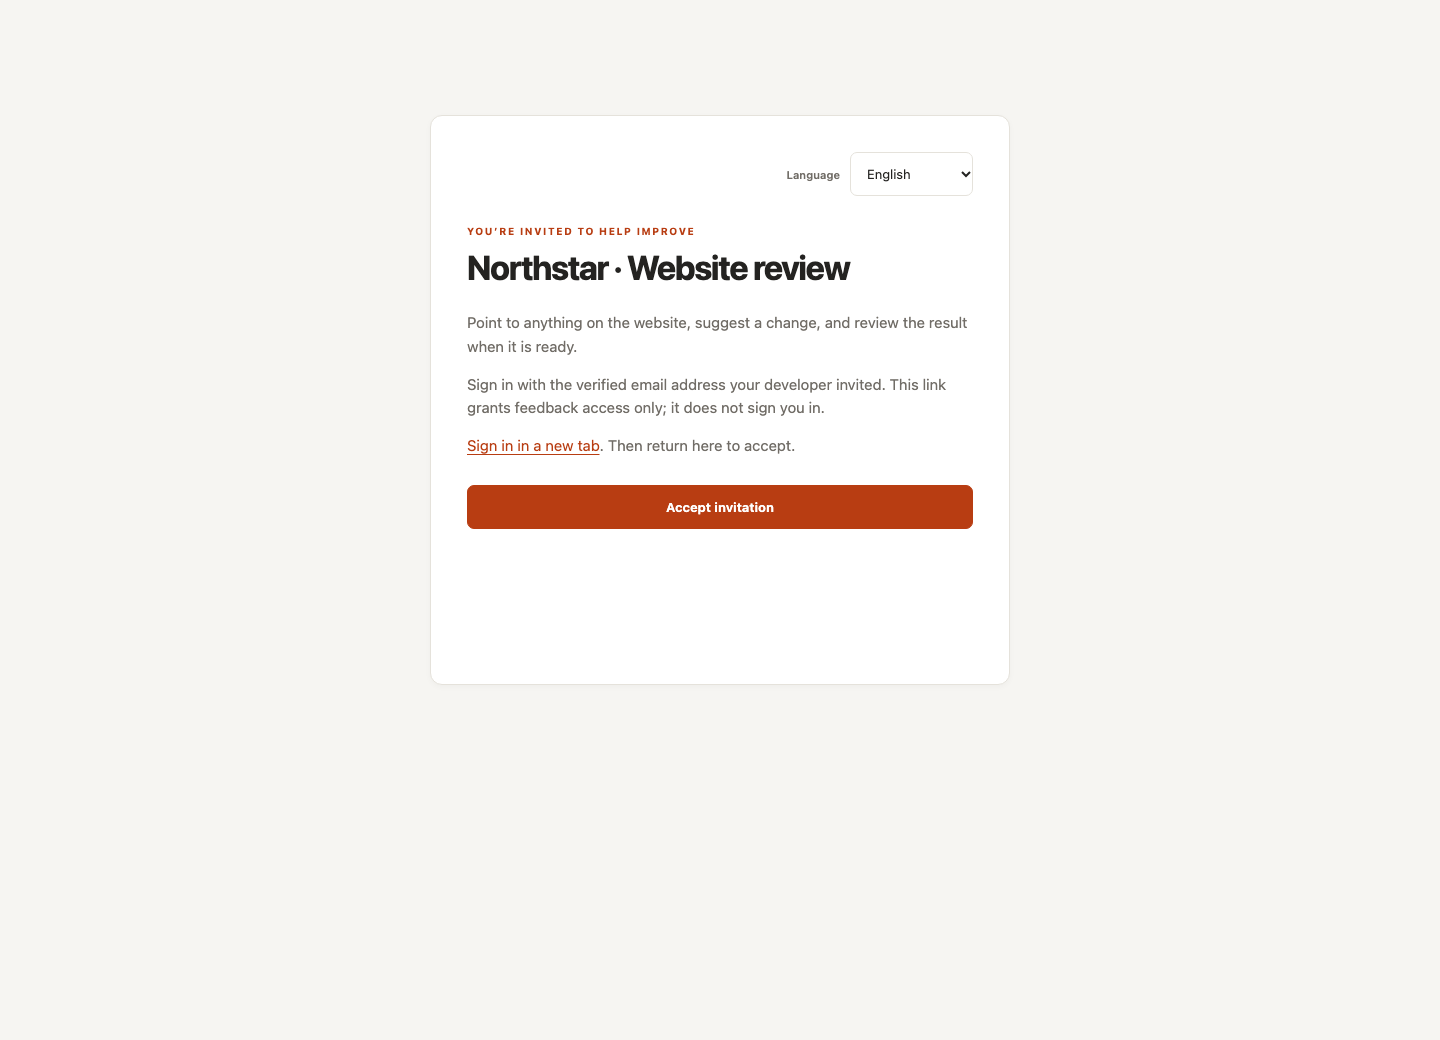 Language
English
YOU’RE INVITED TO HELP IMPROVE
Northstar · Website review
Point to anything on the website, suggest a change, and review the result
when it is ready.
Sign in with the verified email address your developer invited. This link
grants feedback access only; it does not sign you in.
Sign in in a new tab. Then return here to accept.
Accept invitation